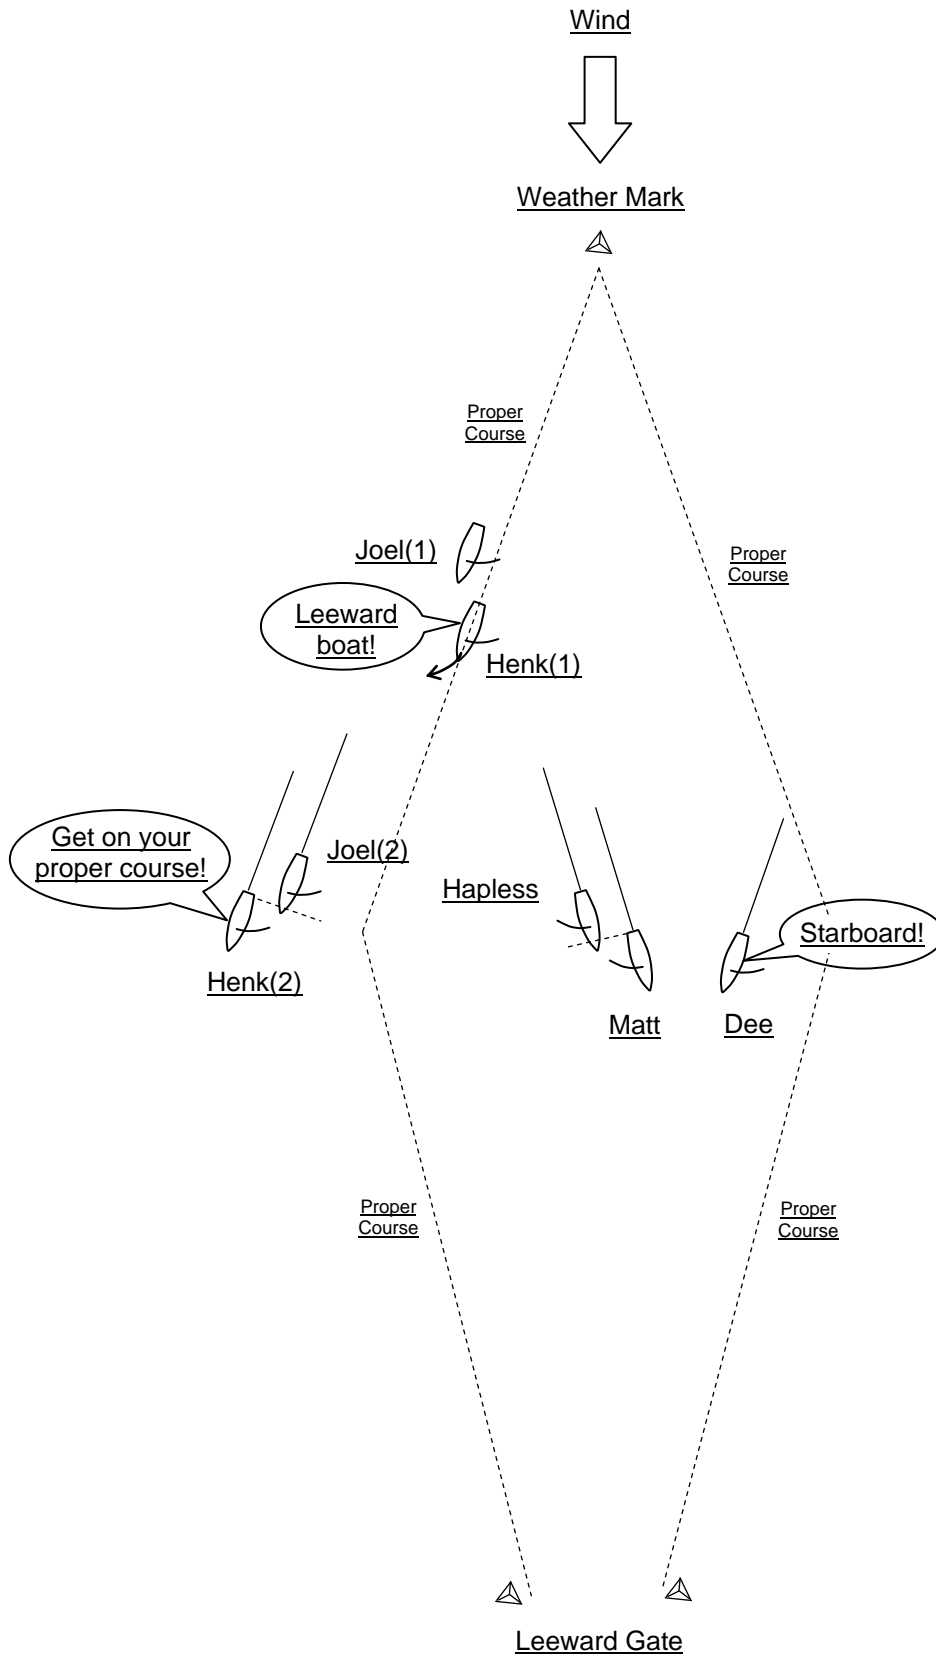 Wind
Weather Mark
Proper
Course
Joel(1)
Proper
Course
Leeward
boat!
Henk(1)
Get on your
proper course!
Joel(2)
Hapless
Starboard!
Henk(2)
Matt
Dee
Proper
Course
Proper
Course
Leeward Gate